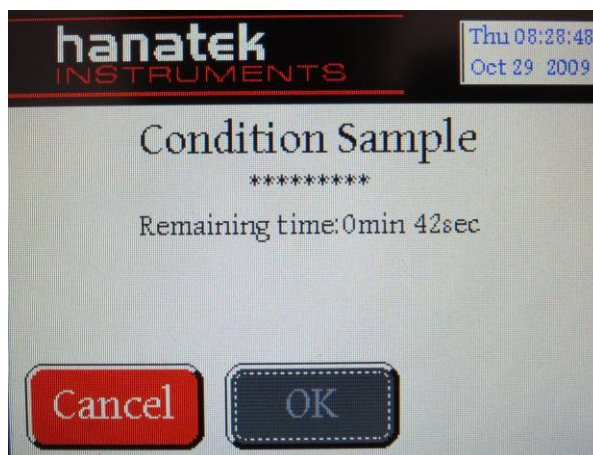 hanatek
INSTRUMENTS
Thu 08:28:48
Oct 29 2009
Condition Sample
*********
Remaining time:0min 42sec
Cancel
OK